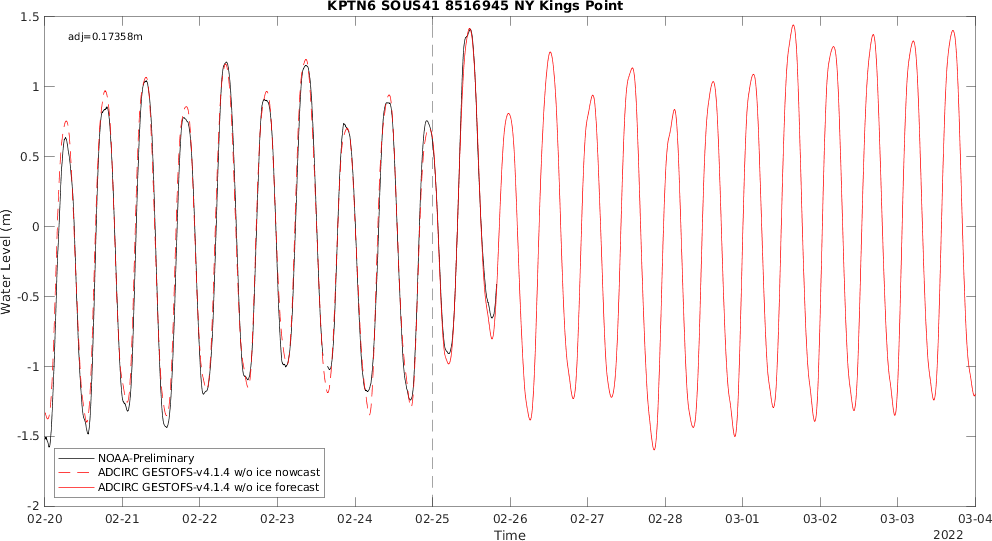 KPTN6 SOUS41 8516945 NY Kings Point
adj=0.17358m
Water Level (m)
1.5
1
0.5
0
-0.5
-1
-1.5
-2
NOAA-Preliminary
ADCIRC GESTOFS-v4.1.4 w/o ice nowcast
ADCIRC GESTOFS-v4.1.4 w/o ice forecast
02-20 02-21 02-22 02-23 02-24 02-25 02-26 02-27 02-28 03-01 03-02 03-03 03-04
Time
2022